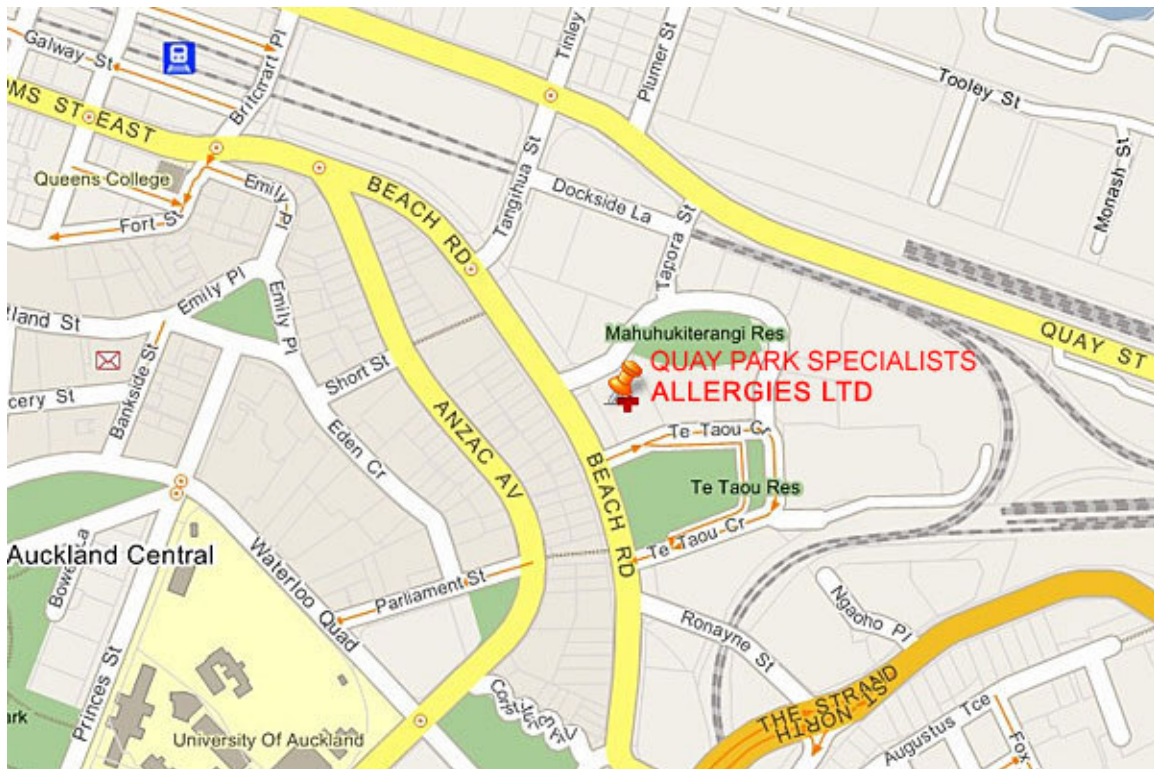 Galway St
Britomart Pl
Tinley
Plumer St
Tooley St
Monash St
OMS ST EAST
Queens College
Fort St
Emily Pl
BEACH RD
Tangihua St
Dockside La
Tapora St
QUAY ST
Emily Pl
Emily Pl
tland St
Mahuhukiterangi Res
QUAY PARK SPECIALISTS
ALLERGIES LTD
Short St
Bankside St
cery St
ANZAC AV
Eden Cr
BEACH RD
Te Taou Cr
Te Taou Res
Te Taou Cr
Auckland Central
Bowen La
Waterloo Quad
Parliament St
Ronayne St
Ngaoho Pl
Princes St
THE STRAND
NORTH ST
Augustus Tce
Fox
ark
University Of Auckland